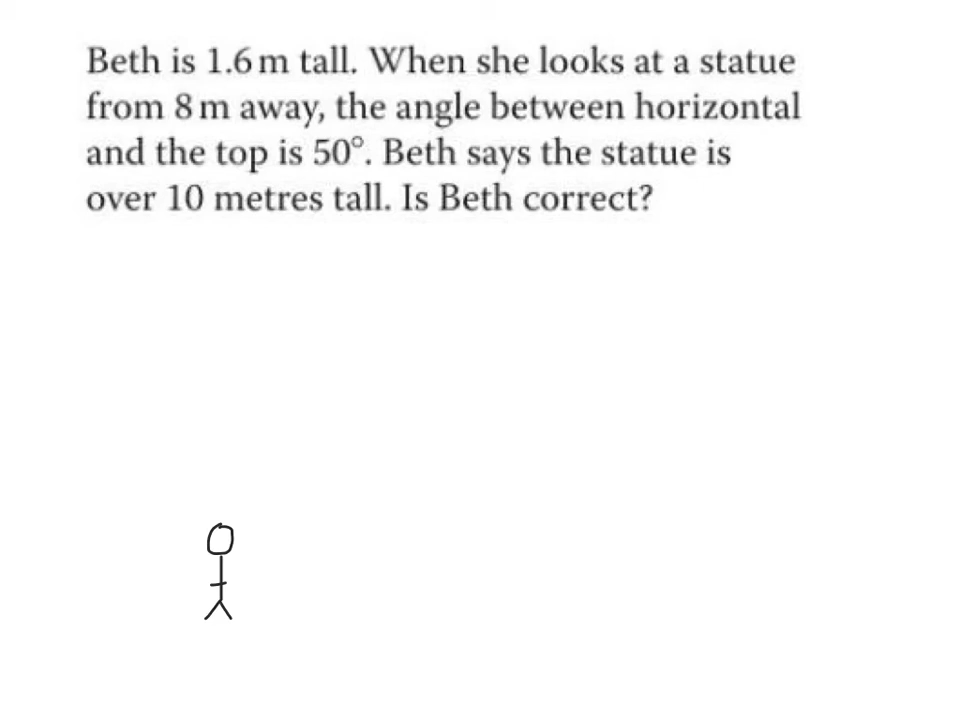 Beth is 1.6 m tall. When she looks at a statue
from 8 m away, the angle between horizontal
and the top is 50°. Beth says the statue is
over 10 metres tall. Is Beth correct?